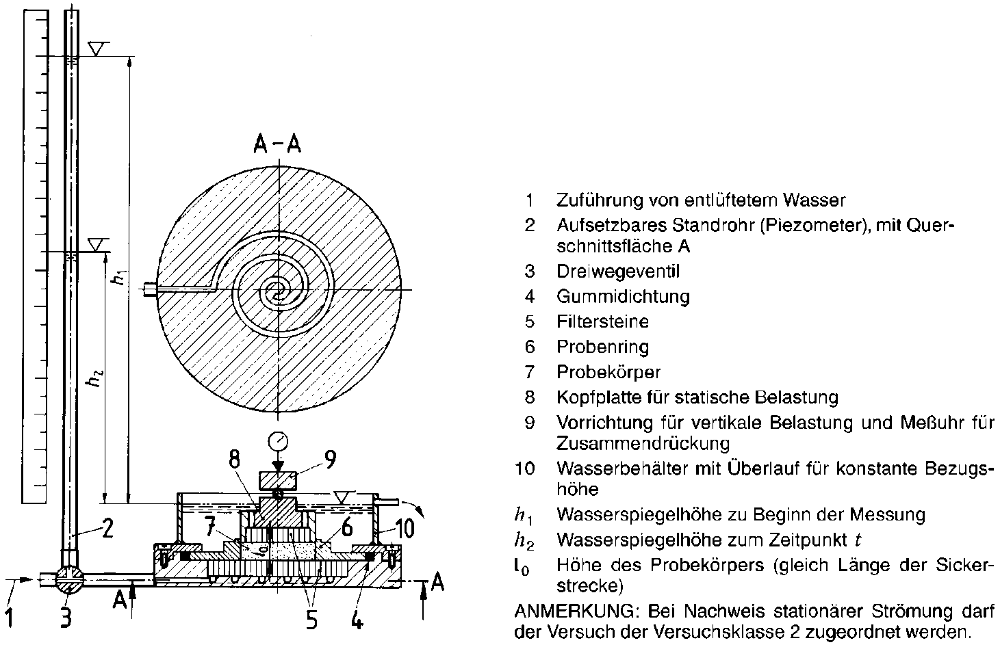 A – A
h₁
h₂
8
9
7
l₀
6
10
2
A
A
1
3
5
4
1 Zuführung von entlüftetem Wasser
2 Aufsetzbares Standrohr (Piezometer), mit Quer-
schnittsfläche A
3 Dreiwegeventil
4 Gummidichtung
5 Filtersteine
6 Probenring
7 Probekörper
8 Kopfplatte für statische Belastung
9 Vorrichtung für vertikale Belastung und Meßuhr für
Zusammendrückung
10 Wasserbehälter mit Überlauf für konstante Bezugs-
höhe
h₁ Wasserspiegelhöhe zu Beginn der Messung
h₂ Wasserspiegelhöhe zum Zeitpunkt t
l₀ Höhe des Probekörpers (gleich Länge der Sicker-
strecke)
ANMERKUNG: Bei Nachweis stationärer Strömung darf
der Versuch der Versuchsklasse 2 zugeordnet werden.